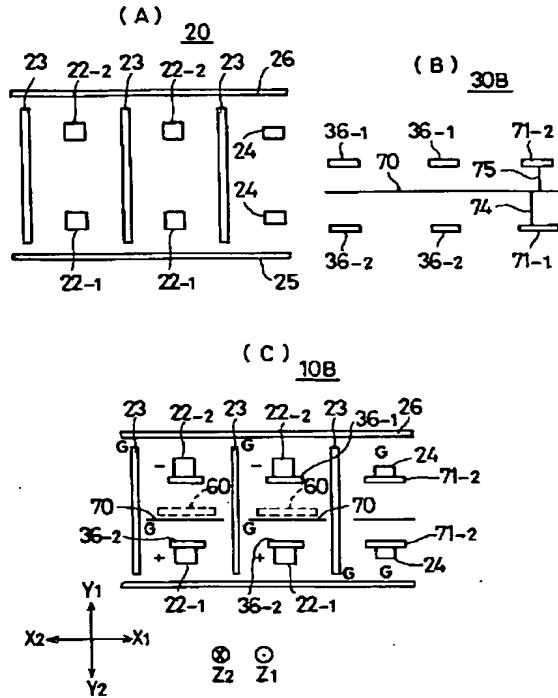 (A)
20
23 22-2 23 22-2 23 26
24
24
22-1 22-1 25
(B)
30B
36-1 36-1 71-2
70 75
74
36-2 36-2 71-1
(C)
10B
23 22-2 23 22-2 36-1 23 26
G G G
- - 24
60 60 71-2
70 70
G
36-2 71-2
+ + 24
G G
22-1 36-2 22-1
Y1
X2 X1
Y2
Z2 Z1